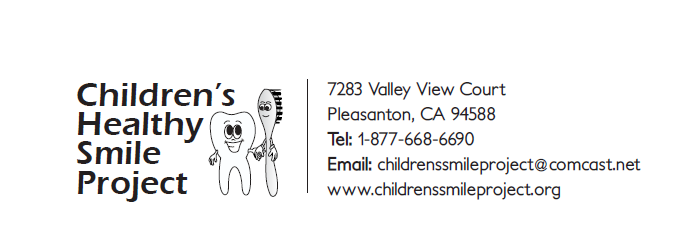 Children's
Healthy
Smile
Project
7283 Valley View Court
Pleasanton, CA 94588
Tel: 1-877-668-6690
Email: childrenssmileproject@comcast.net
www.childrenssmileproject.org